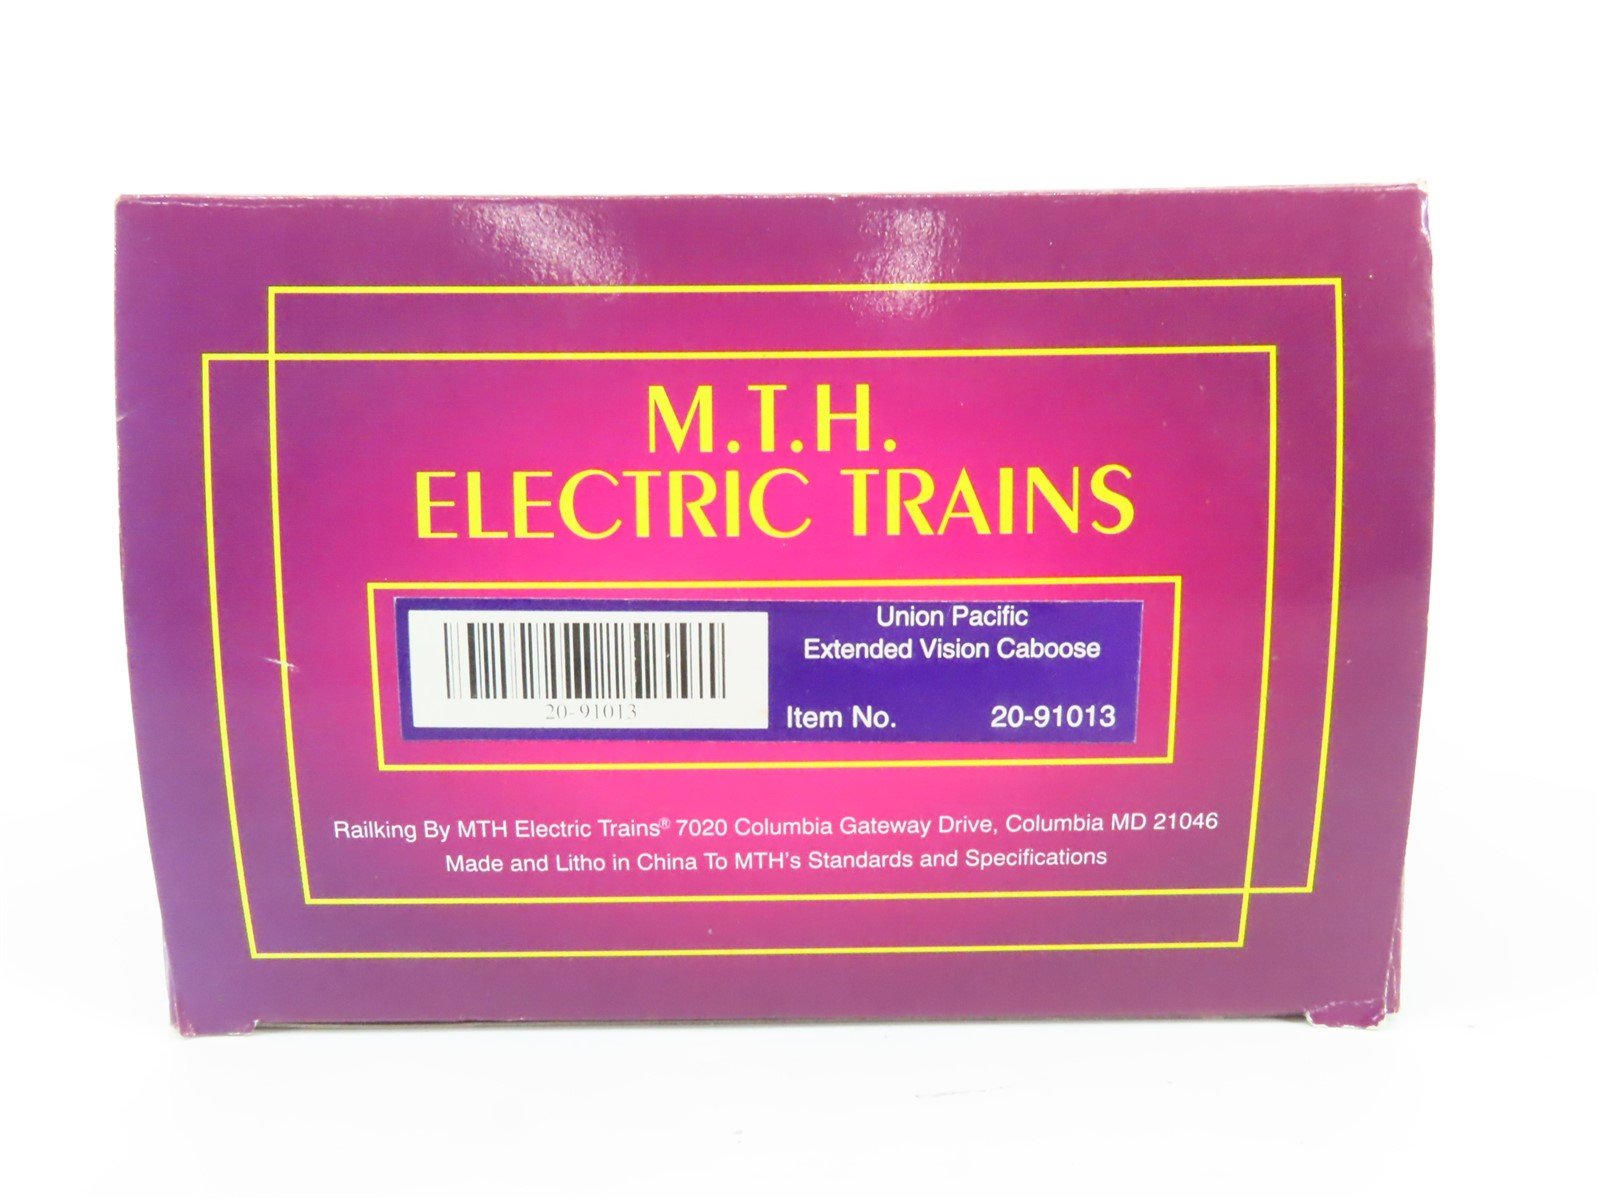 M.T.H.
ELECTRIC TRAINS
20-91013
Union Pacific
Extended Vision Caboose
Item No. 20-91013
Railking By MTH Electric Trains® 7020 Columbia Gateway Drive, Columbia MD 21046
Made and Litho in China To MTH's Standards and Specifications